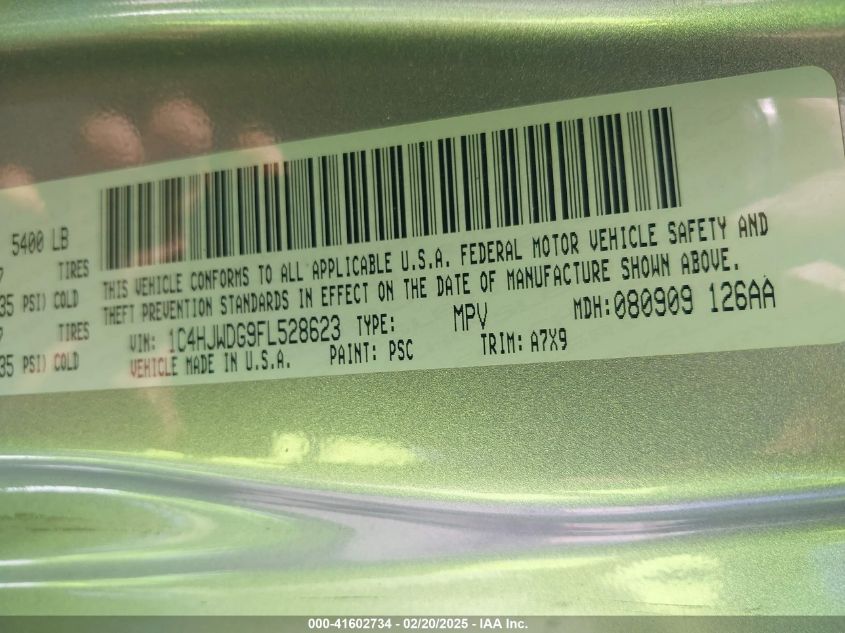 5400 LB
7 TIRES
35 PSI) COLD
7 TIRES
35 PSI) COLD
THIS VEHICLE CONFORMS TO ALL APPLICABLE U.S.A. FEDERAL MOTOR VEHICLE SAFETY AND
THEFT PREVENTION STANDARDS IN EFFECT ON THE DATE OF MANUFACTURE SHOWN ABOVE.
VIN: 1C4HJWDG9FL528623 TYPE: MPV MDH:080909 126AA
VEHICLE MADE IN U.S.A. PAINT: PSC TRIM: A7X9
000-41602734 - 02/20/2025 - IAA Inc.